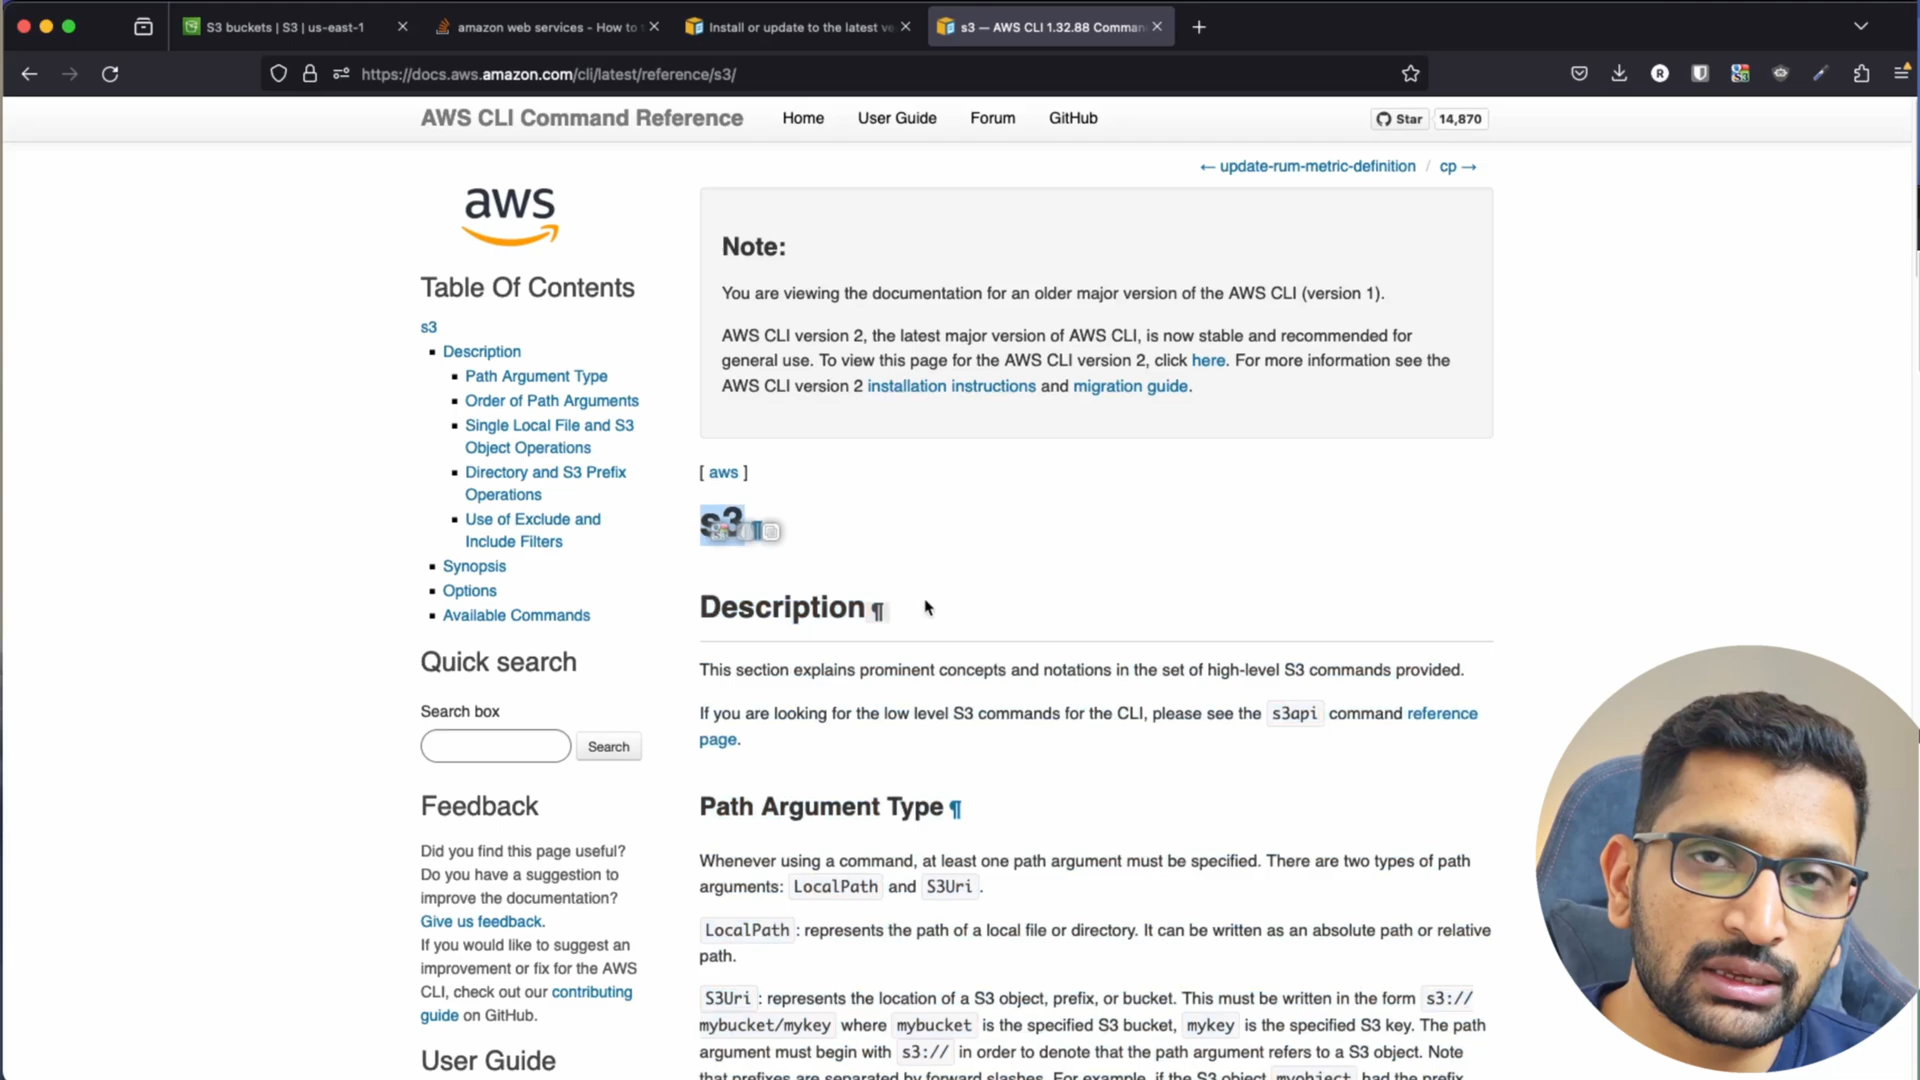 S3 buckets | S3 | us-east-1
amazon web services - How to
Install or update to the latest ve
s3 — AWS CLI 1.32.88 Comman
https://docs.aws.amazon.com/cli/latest/reference/s3/
AWS CLI Command Reference
Home
User Guide
Forum
GitHub
Star
14,870
← update-rum-metric-definition / cp →
aws
Table Of Contents
s3
Description
Path Argument Type
Order of Path Arguments
Single Local File and S3
Object Operations
Directory and S3 Prefix
Operations
Use of Exclude and
Include Filters
Synopsis
Options
Available Commands
Quick search
Search box
Search
Feedback
Did you find this page useful?
Do you have a suggestion to
improve the documentation?
Give us feedback.
If you would like to suggest an
improvement or fix for the AWS
CLI, check out our contributing
guide on GitHub.
User Guide
Note:
You are viewing the documentation for an older major version of the AWS CLI (version 1).
AWS CLI version 2, the latest major version of AWS CLI, is now stable and recommended for
general use. To view this page for the AWS CLI version 2, click here. For more information see the
AWS CLI version 2 installation instructions and migration guide.
[ aws ]
s3 ¶
Description ¶
This section explains prominent concepts and notations in the set of high-level S3 commands provided.
If you are looking for the low level S3 commands for the CLI, please see the s3api command reference
page.
Path Argument Type ¶
Whenever using a command, at least one path argument must be specified. There are two types of path
arguments: LocalPath and S3Uri .
LocalPath : represents the path of a local file or directory. It can be written as an absolute path or relative
path.
S3Uri : represents the location of a S3 object, prefix, or bucket. This must be written in the form s3://
mybucket/mykey where mybucket is the specified S3 bucket, mykey is the specified S3 key. The path
argument must begin with s3:// in order to denote that the path argument refers to a S3 object. Note
that prefixes are separated by forward slashes. For example, if the S3 object myobject had the prefix